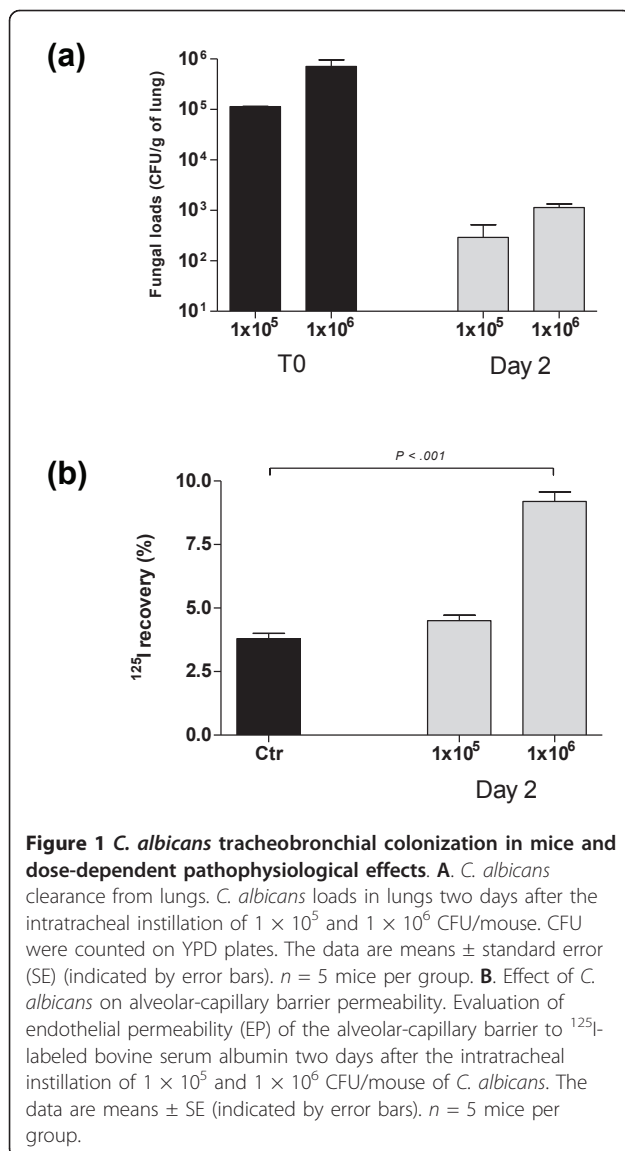 (a)
Fungal loads (CFU/g of lung)
10⁶
10⁵
10⁴
10³
10²
10¹
1x10⁵ 1x10⁶ 1x10⁵ 1x10⁶
T0 Day 2
(b)
P < .001
¹²⁵I recovery (%)
10.0
7.5
5.0
2.5
0.0
Ctr 1x10⁵ 1x10⁶
Day 2
Figure 1 C. albicans tracheobronchial colonization in mice and
dose-dependent pathophysiological effects. A. C. albicans
clearance from lungs. C. albicans loads in lungs two days after the
intratracheal instillation of 1 × 10⁵ and 1 × 10⁶ CFU/mouse. CFU
were counted on YPD plates. The data are means ± standard error
(SE) (indicated by error bars). n = 5 mice per group. B. Effect of C.
albicans on alveolar-capillary barrier permeability. Evaluation of
endothelial permeability (EP) of the alveolar-capillary barrier to ¹²⁵I-
labeled bovine serum albumin two days after the intratracheal
instillation of 1 × 10⁵ and 1 × 10⁶ CFU/mouse of C. albicans. The
data are means ± SE (indicated by error bars). n = 5 mice per
group.